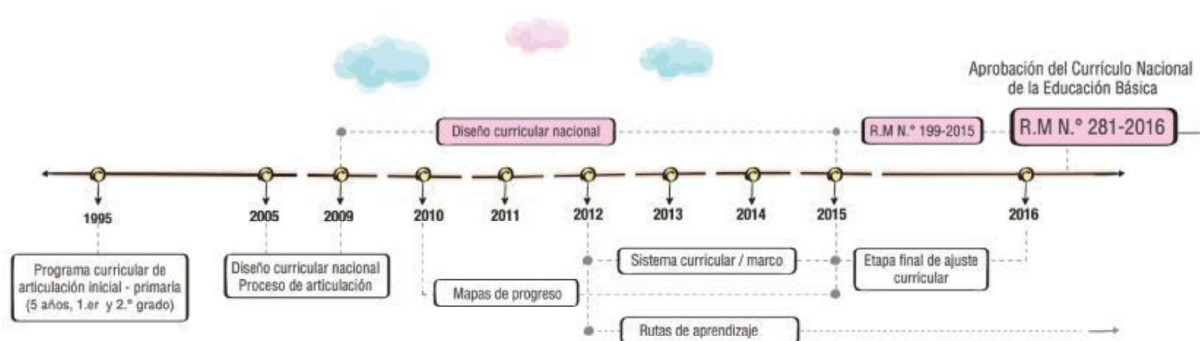 Aprobación del Currículo Nacional
de la Educación Básica
Diseño curricular nacional
R.M N.° 199-2015
R.M N.° 281-2016
1995
2005
2009
2010
2011
2012
2013
2014
2015
2016
Programa curricular de
articulación inicial - primaria
(5 años, 1.er y 2.° grado)
Diseño curricular nacional
Proceso de articulación
Sistema curricular / marco
Etapa final de ajuste
curricular
Mapas de progreso
Rutas de aprendizaje